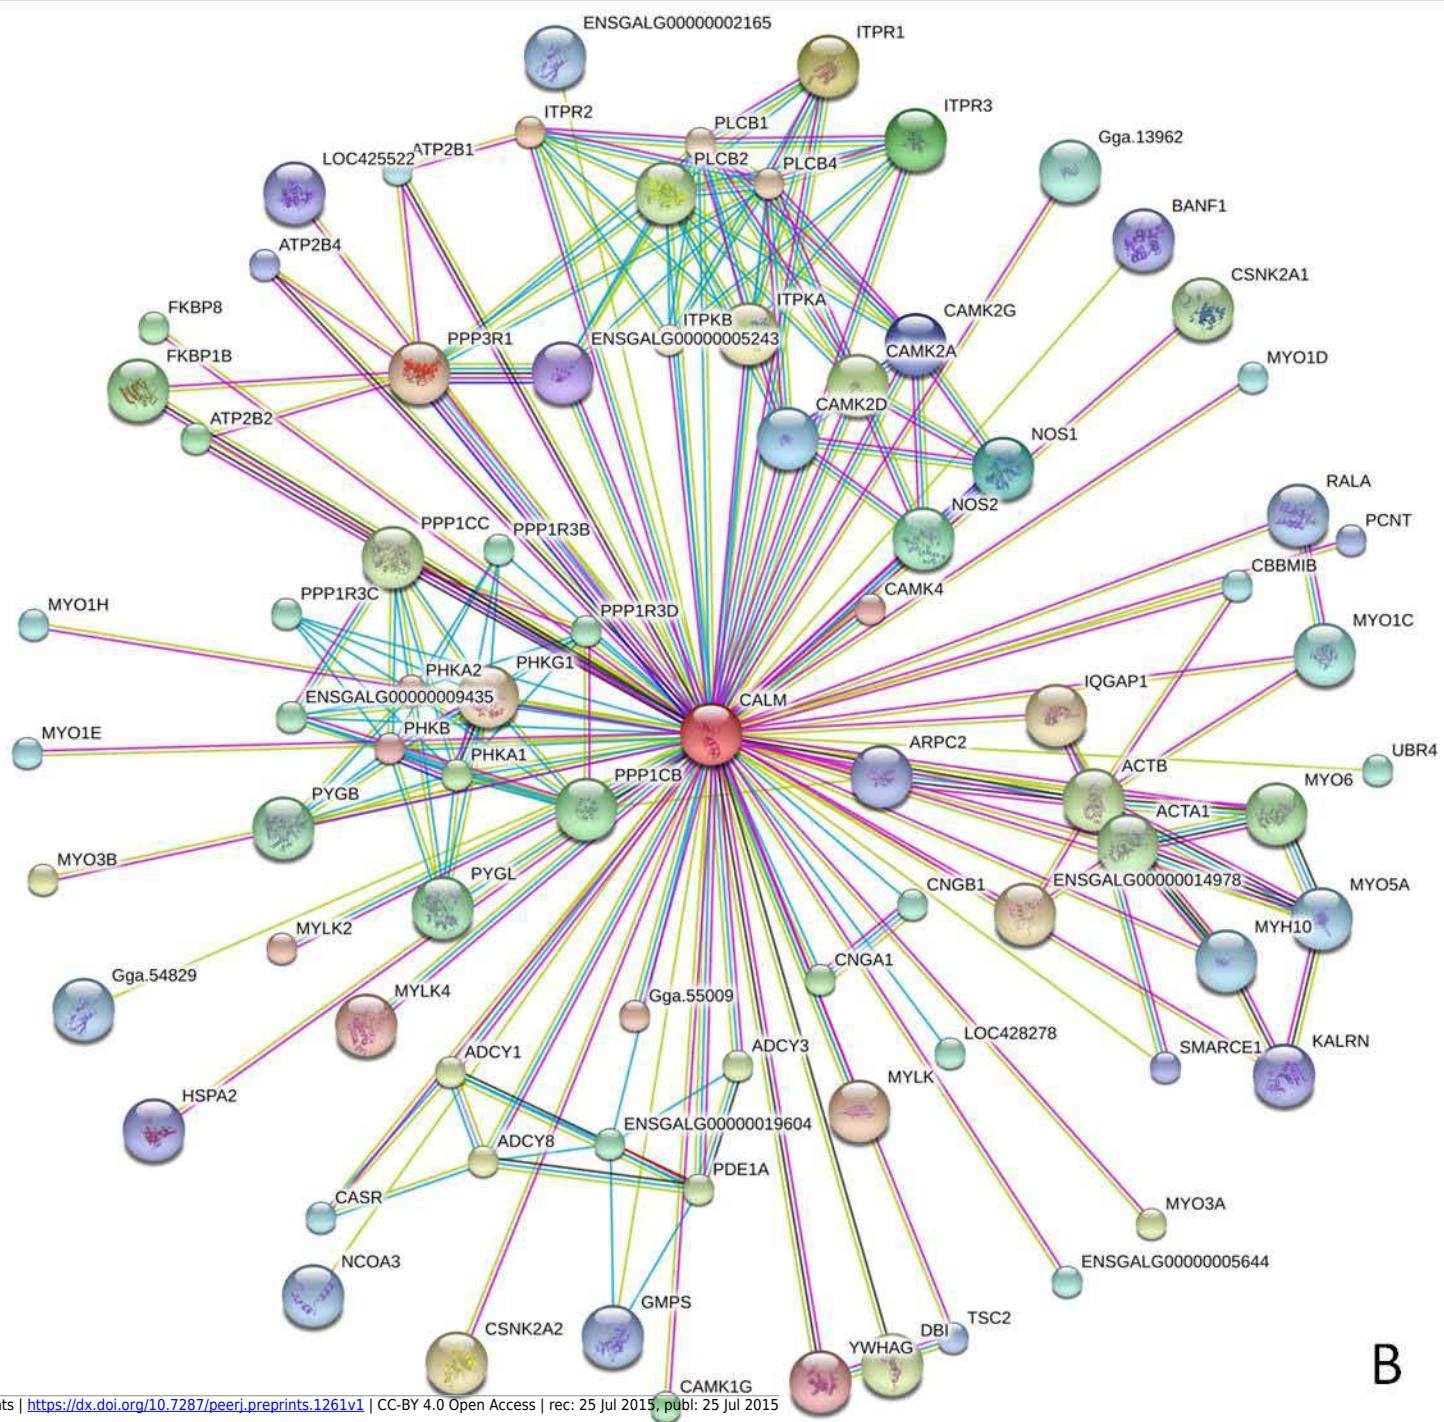 ENSGALG00000002165
ITPR1
ITPR2
ITPR3
PLCB1
Gga.13962
LOC425522
ATP2B1
PLCB2
PLCB4
BANF1
ATP2B4
CSNK2A1
ITPKA
FKBP8
ITPKB
CAMK2G
PPP3R1
ENSGALG00000005243
FKBP1B
CAMK2A
MYO1D
CAMK2D
ATP2B2
NOS1
RALA
NOS2
PCNT
PPP1CC
PPP1R3B
CBBMIB
CAMK4
PPP1R3C
MYO1H
PPP1R3D
MYO1C
PHKA2
PHKG1
IQGAP1
ENSGALG00000009435
CALM
MYO1E
PHKB
ARPC2
UBR4
PHKA1
ACTB
PPP1CB
MYO6
PYGB
ACTA1
MYO3B
PYGL
CNGB1
ENSGALG00000014978
MYO5A
MYLK2
MYH10
CNGA1
Gga.54829
MYLK4
Gga.55009
LOC428278
ADCY1
ADCY3
SMARCE1
KALRN
MYLK
HSPA2
ENSGALG00000019604
ADCY8
PDE1A
CASR
MYO3A
NCOA3
ENSGALG00000005644
GMPS
CSNK2A2
DBI
TSC2
YWHAG
B
CAMK1G
nts | https://dx.doi.org/10.7287/peerj.preprints.1261v1 | CC-BY 4.0 Open Access | rec: 25 Jul 2015, publ: 25 Jul 2015